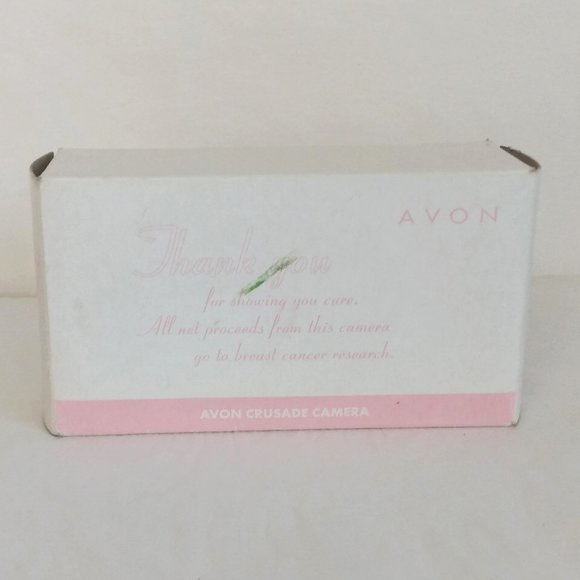 AVON
Thank you
for showing you care.
All net proceeds from this camera
go to breast cancer research.
AVON CRUSADE CAMERA